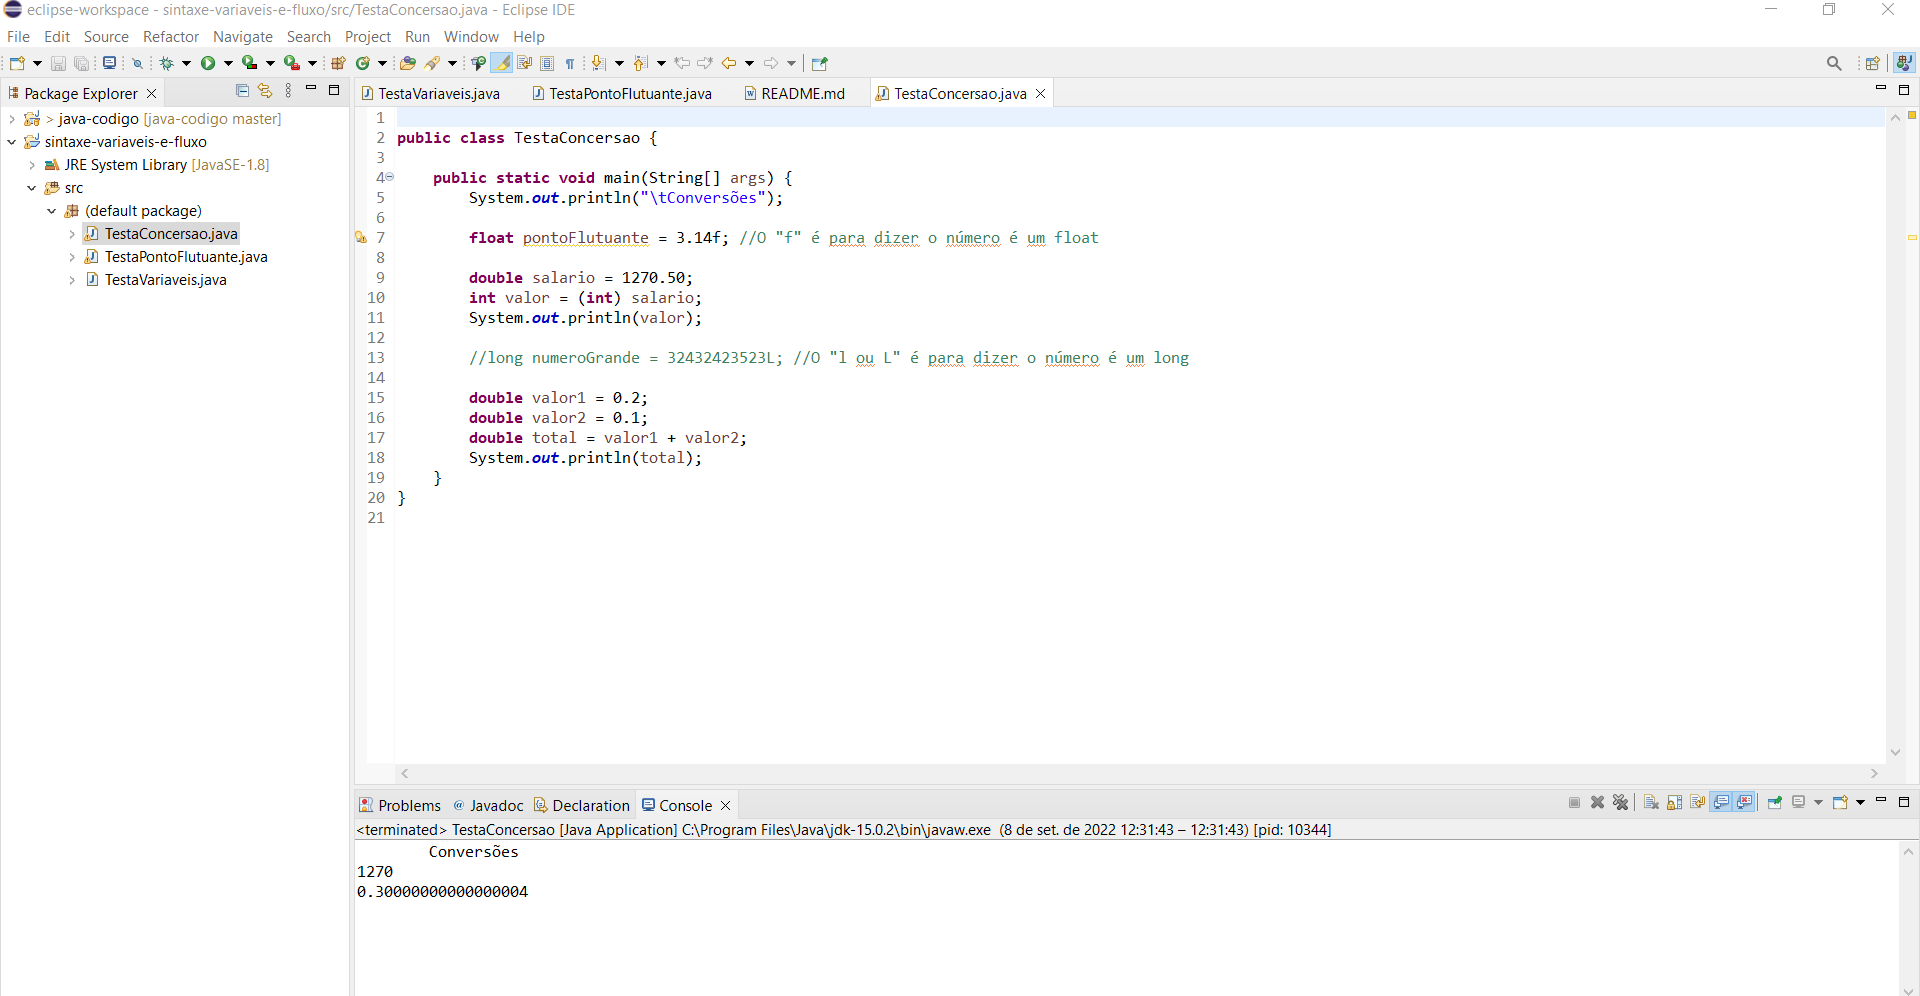 eclipse-workspace - sintaxe-variaveis-e-fluxo/src/TestaConcersao.java - Eclipse IDE
File Edit Source Refactor Navigate Search Project Run Window Help
Package Explorer
TestaVariaveis.java TestaPontoFlutuante.java README.md TestaConcersao.java
> java-codigo [java-codigo master]
sintaxe-variaveis-e-fluxo
JRE System Library [JavaSE-1.8]
src
(default package)
TestaConcersao.java
TestaPontoFlutuante.java
TestaVariaveis.java
1
2 public class TestaConcersao {
3
4 public static void main(String[] args) {
5 System.out.println("\tConversões");
6
7 float pontoFlutuante = 3.14f; //O "f" é para dizer o número é um float
8
9 double salario = 1270.50;
10 int valor = (int) salario;
11 System.out.println(valor);
12
13 //long numeroGrande = 32432423523L; //O "l ou L" é para dizer o número é um long
14
15 double valor1 = 0.2;
16 double valor2 = 0.1;
17 double total = valor1 + valor2;
18 System.out.println(total);
19 }
20 }
21
Problems Javadoc Declaration Console
<terminated> TestaConcersao [Java Application] C:\Program Files\Java\jdk-15.0.2\bin\javaw.exe (8 de set. de 2022 12:31:43 – 12:31:43) [pid: 10344]
Conversões
1270
0.30000000000000004